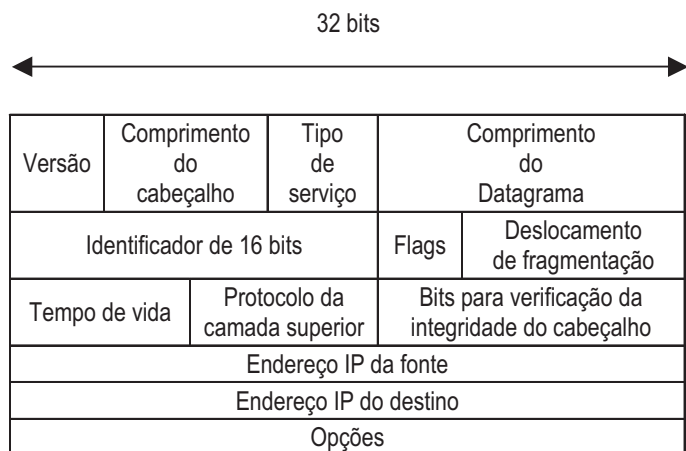 32 bits
Versão
Comprimento
do
cabeçalho
Tipo
de
serviço
Comprimento
do
Datagrama
Identificador de 16 bits
Flags
Deslocamento
de fragmentação
Tempo de vida
Protocolo da
camada superior
Bits para verificação da
integridade do cabeçalho
Endereço IP da fonte
Endereço IP do destino
Opções